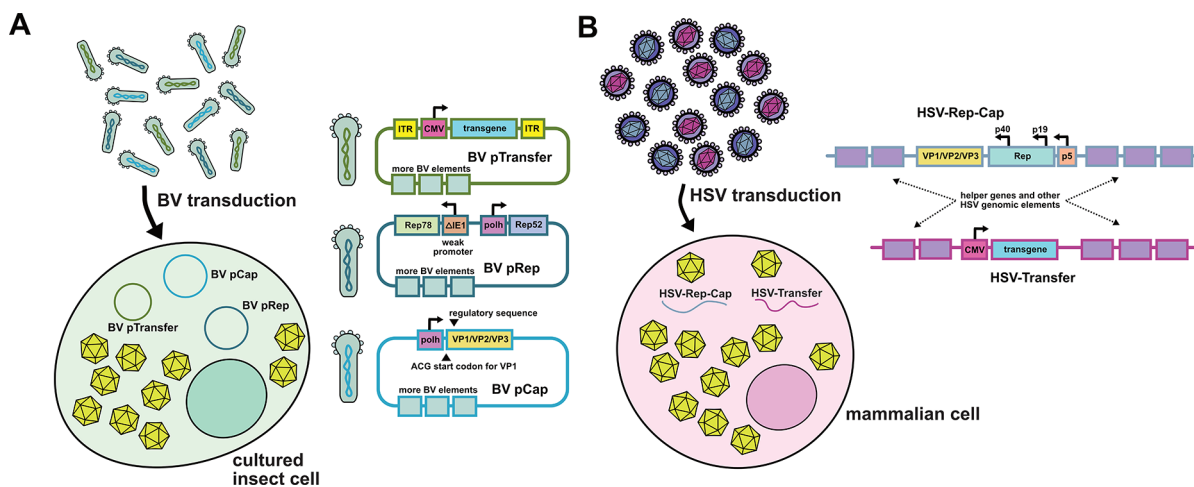 A
BV transduction
BV pCap
BV pRep
BV pTransfer
cultured
insect cell
ITR
CMV
transgene
ITR
BV pTransfer
more BV elements
Rep78
ΔIE1
polh
Rep52
weak
promoter
BV pRep
more BV elements
regulatory sequence
polh
VP1/VP2/VP3
ACG start codon for VP1
BV pCap
more BV elements
B
HSV transduction
HSV-Rep-Cap
HSV-Transfer
mammalian cell
HSV-Rep-Cap
p40
p19
VP1/VP2/VP3
Rep
p5
helper genes and other
HSV genomic elements
CMV
transgene
HSV-Transfer